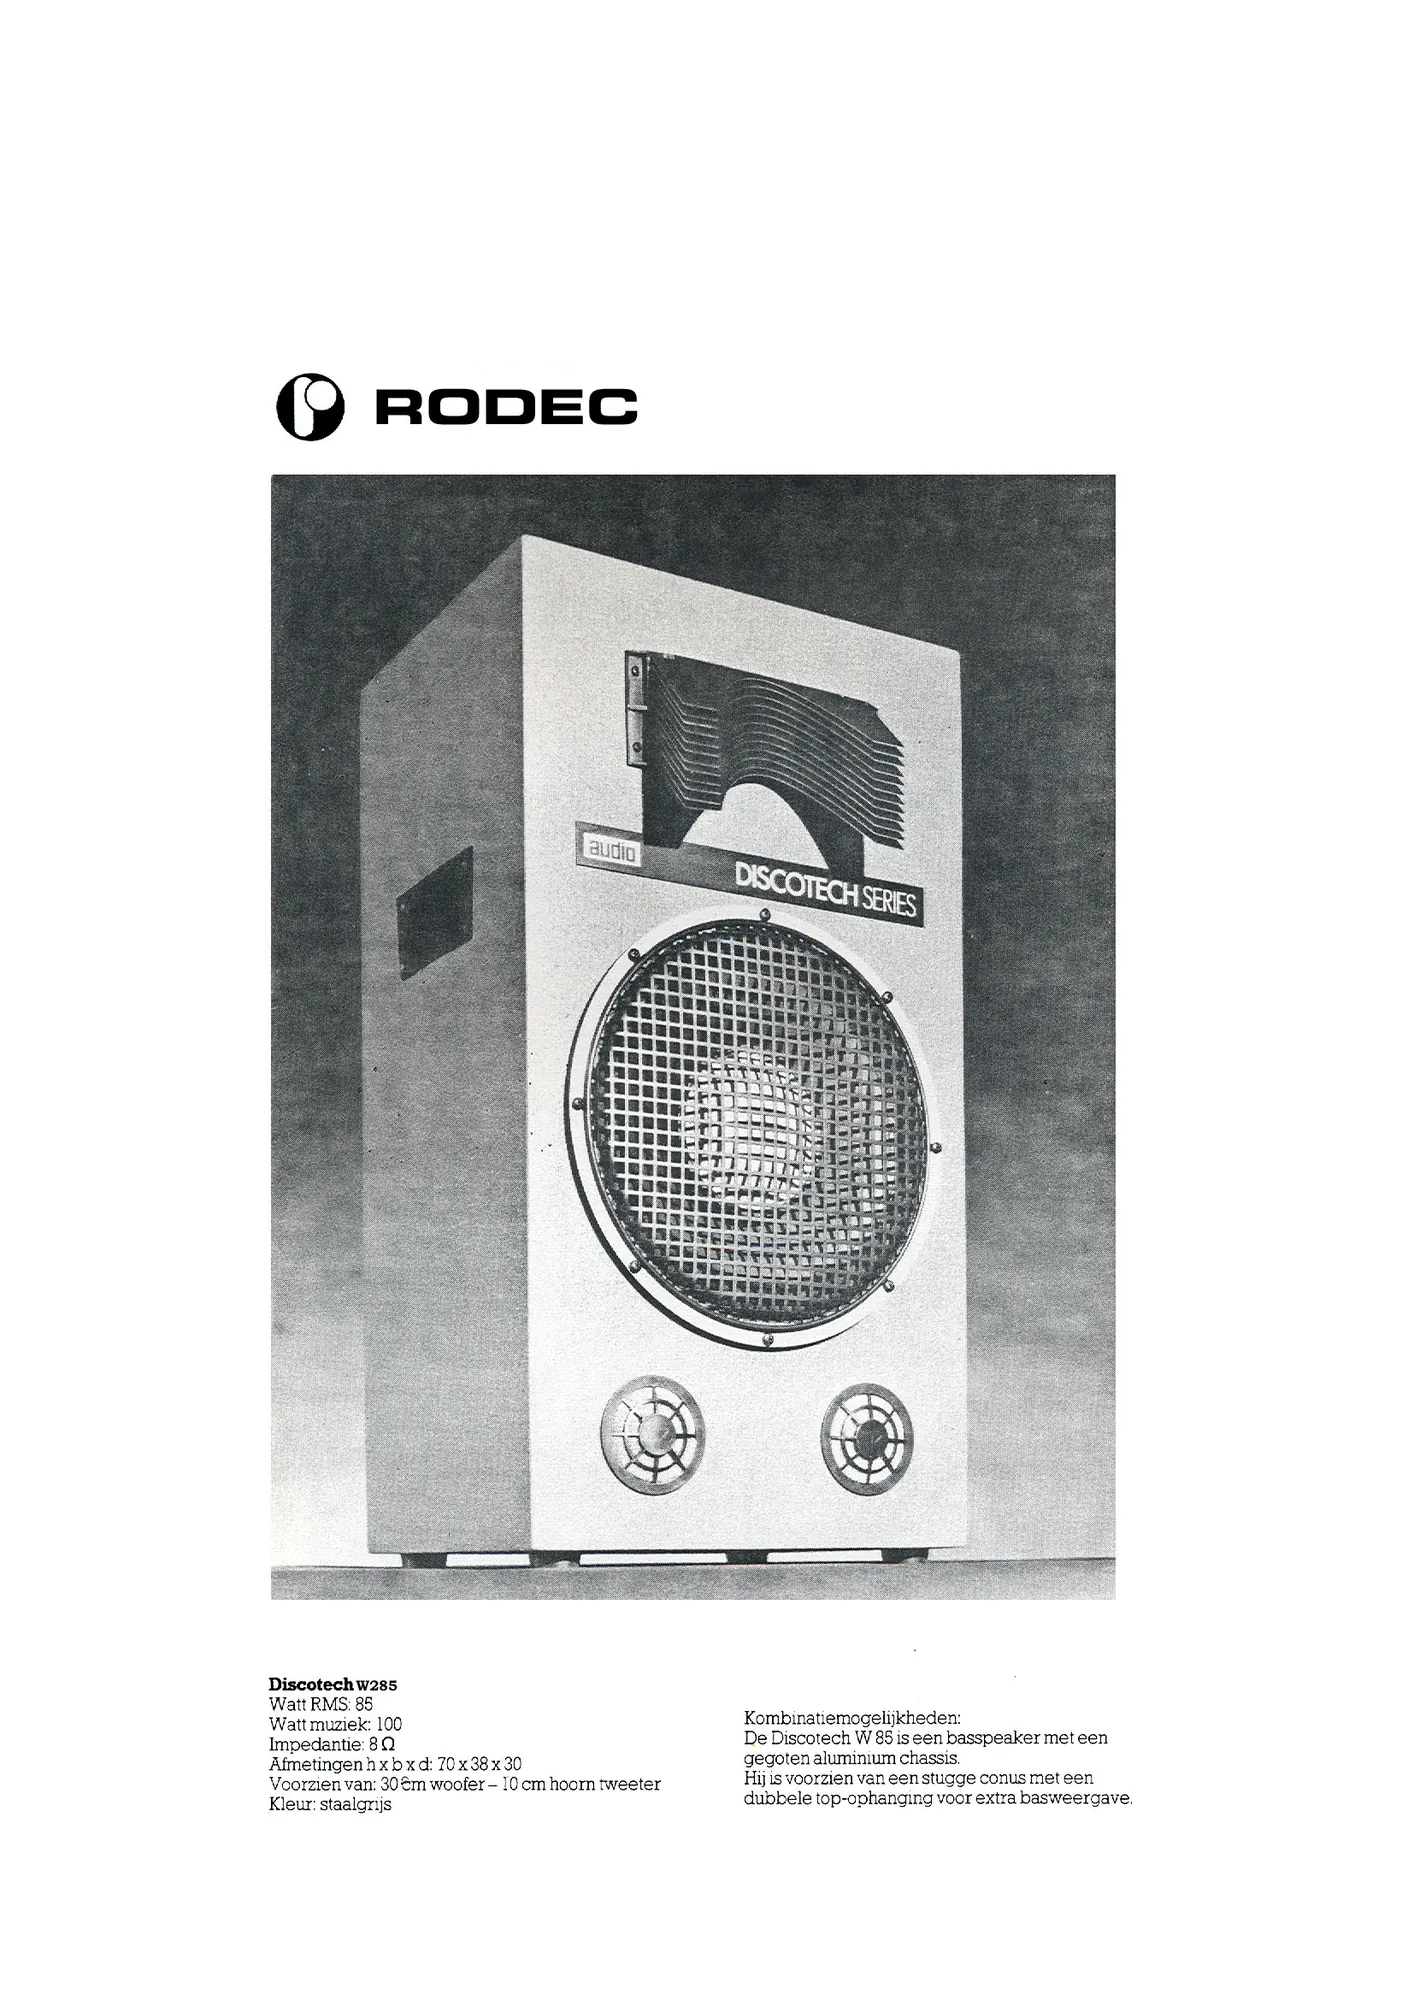 RODEC
audio
DISCOTECH SERIES
Discotech W285
Watt RMS: 85
Watt muziek: 100
Impedantie: 8 Ω
Afmetingen h x b x d: 70 x 38 x 30
Voorzien van: 30 cm woofer – 10 cm hoorn tweeter
Kleur: staalgrijs
Kombinatiemogelijkheden:
De Discotech W 85 is een basspeaker met een
gegoten aluminium chassis.
Hij is voorzien van een stugge conus met een
dubbele top-ophanging voor extra basweergave.